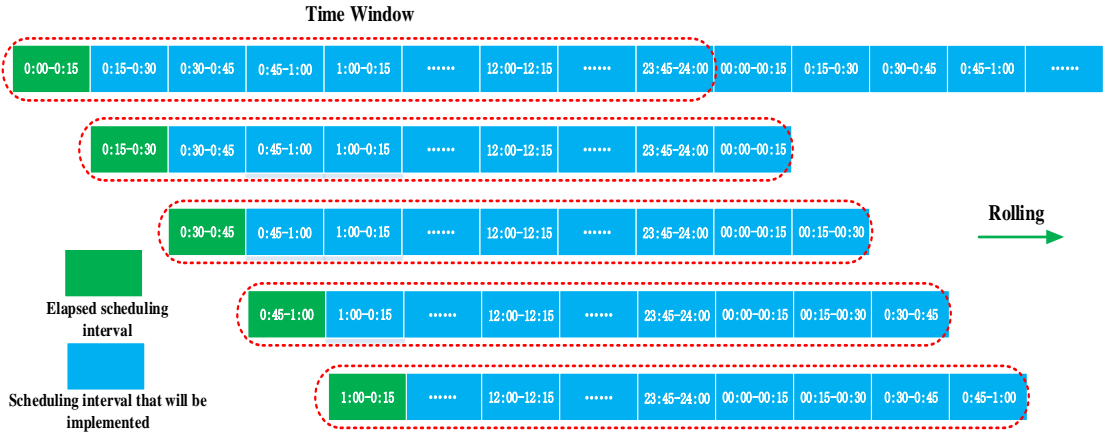 Time Window
0:00-0:15 0:15-0:30 0:30-0:45 0:45-1:00 1:00-0:15 ······ 12:00-12:15 ······ 23:45-24:00 00:00-00:15 0:15-0:30 0:30-0:45 0:45-1:00 ······
0:15-0:30 0:30-0:45 0:45-1:00 1:00-0:15 ······ 12:00-12:15 ······ 23:45-24:00 00:00-00:15
0:30-0:45 0:45-1:00 1:00-0:15 ······ 12:00-12:15 ······ 23:45-24:00 00:00-00:15 00:15-00:30
Rolling
0:45-1:00 1:00-0:15 ······ 12:00-12:15 ······ 23:45-24:00 00:00-00:15 00:15-00:30 0:30-0:45
1:00-0:15 ······ 12:00-12:15 ······ 23:45-24:00 00:00-00:15 00:15-00:30 0:30-0:45 0:45-1:00
Elapsed scheduling
interval
Scheduling interval that will be
implemented